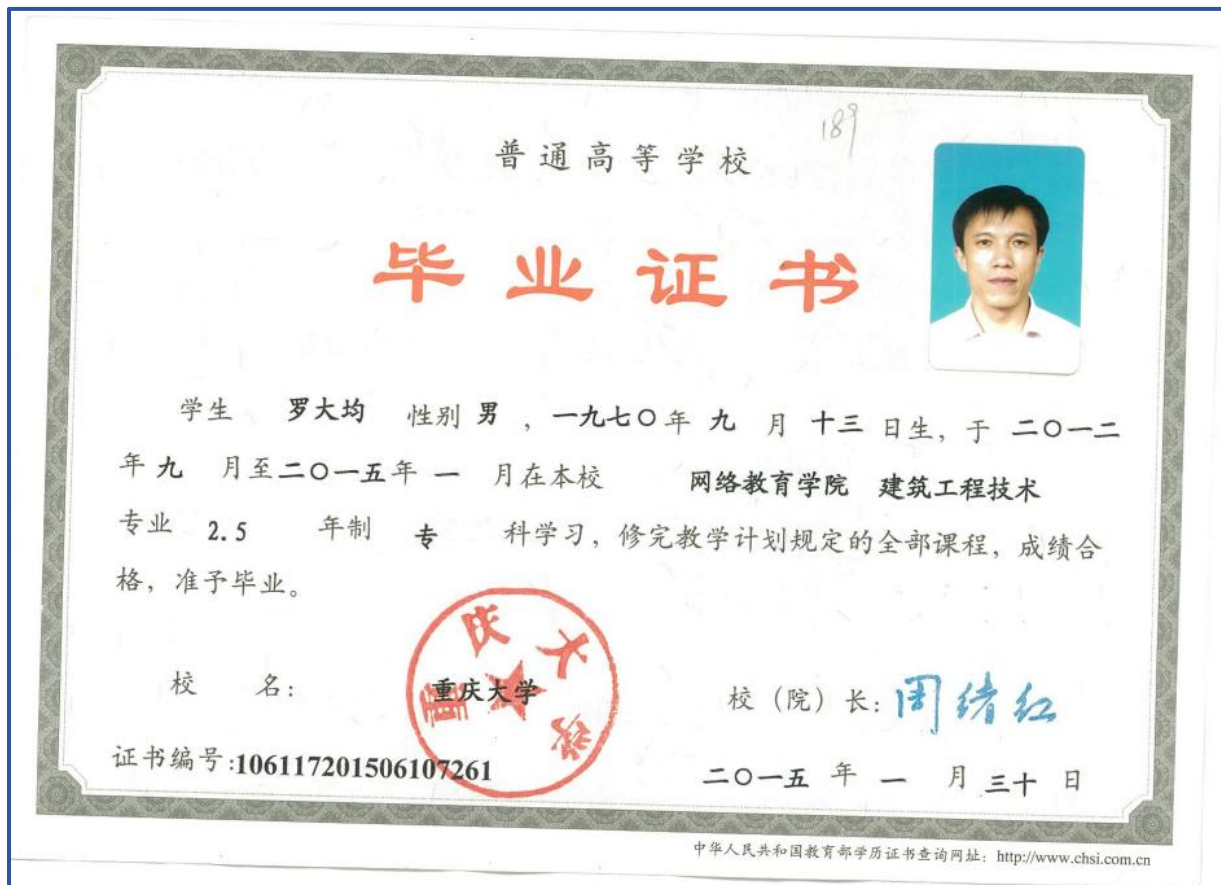 189
普通高等学校
毕业证书
学生 罗大均 性别 男 ，一九七〇年 九 月 十三 日生，于 二〇一二
年 九 月至二〇一五年 一 月在本校 网络教育学院 建筑工程技术
专业 2.5 年制 专 科学习，修完教学计划规定的全部课程，成绩合
格，准予毕业。
重庆大学
校 名： 重庆大学 校（院）长：周绪红
证书编号:106117201506107261 二〇一五 年 一 月 三十 日
中华人民共和国教育部学历证书查询网址：http://www.chsi.com.cn